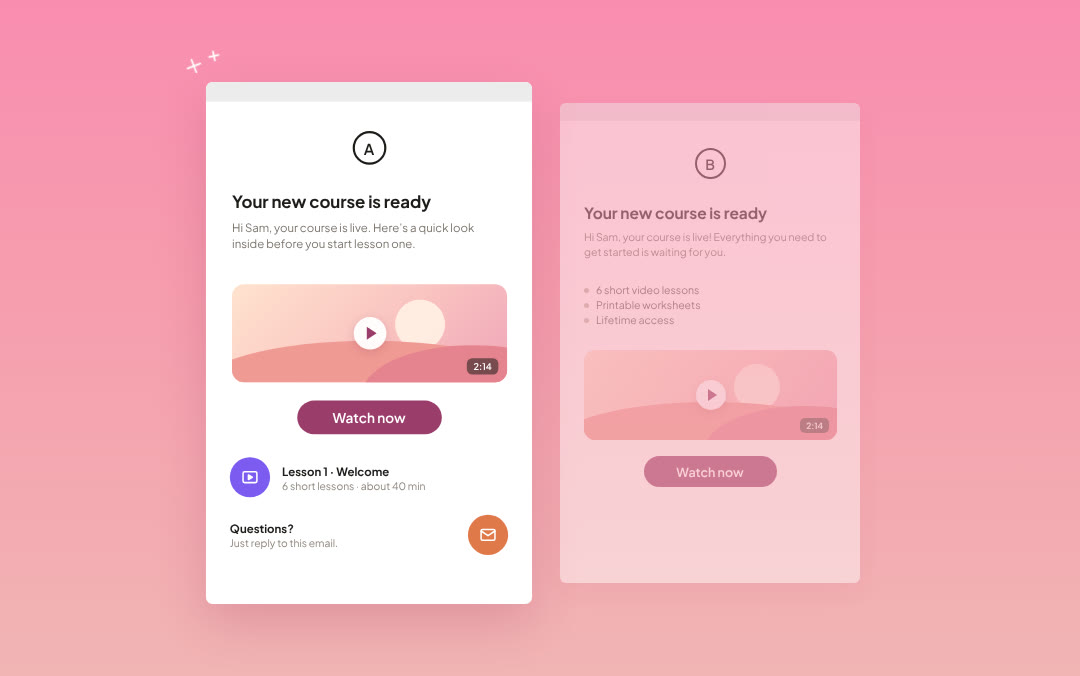 A
Your new course is ready
Hi Sam, your course is live. Here's a quick look
inside before you start lesson one.
2:14
Watch now
Lesson 1 · Welcome
6 short lessons · about 40 min
Questions?
Just reply to this email.
B
Your new course is ready
Hi Sam, your course is live! Everything you need to
get started is waiting for you.
6 short video lessons
Printable worksheets
Lifetime access
2:14
Watch now